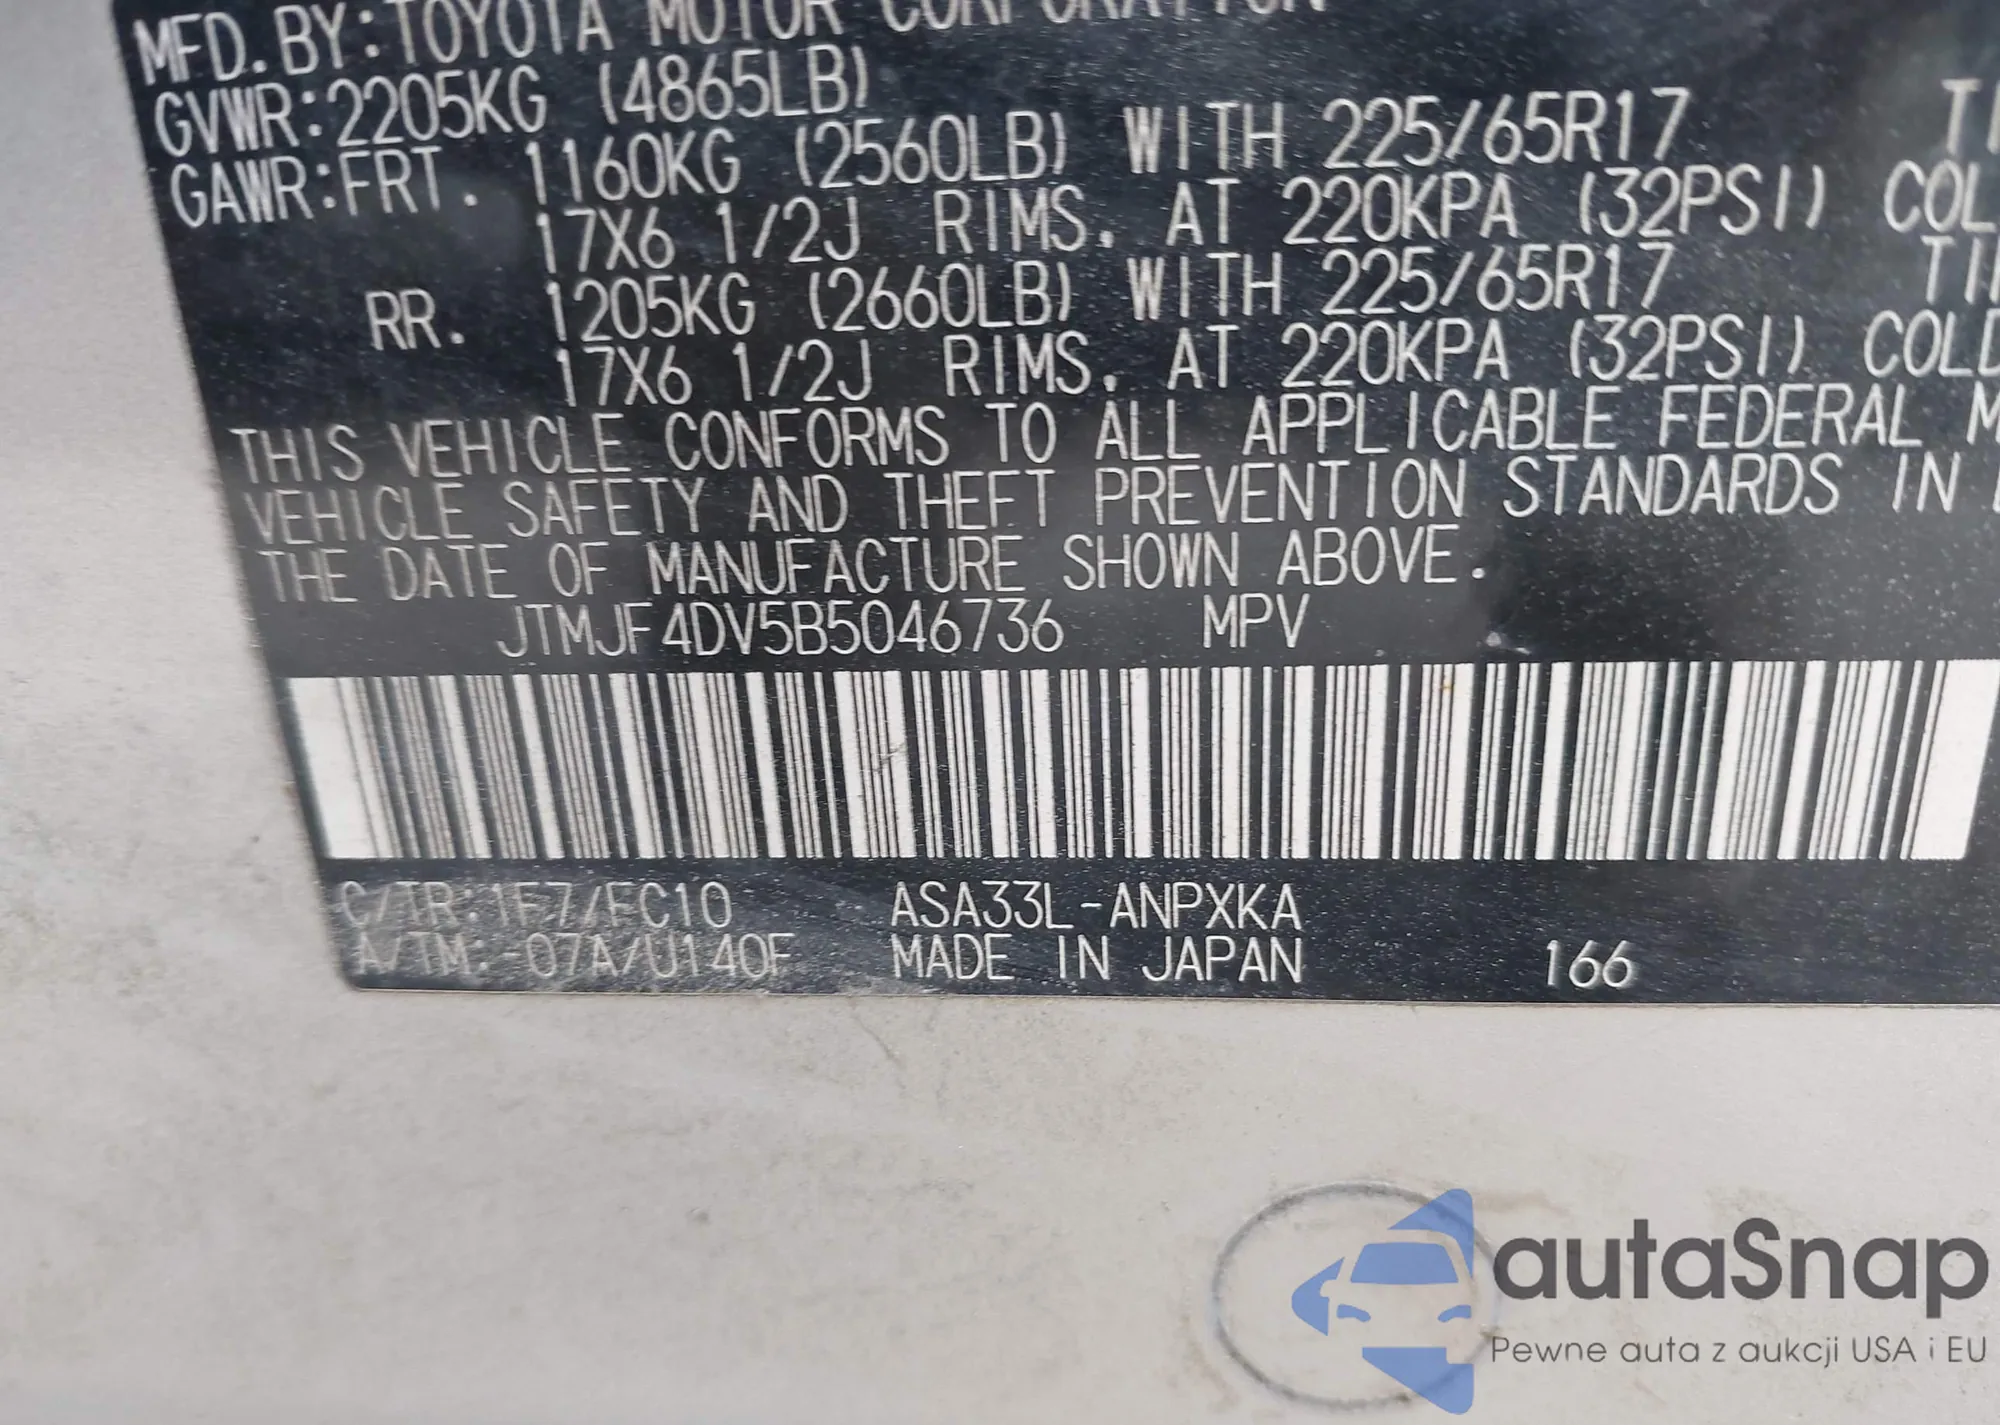 MFD. BY:TOYOTA MOTOR CORPORATION
GVWR:2205KG (4865LB)
GAWR:FRT. 1160KG (2560LB) WITH 225/65R17
17X6 1/2J RIMS, AT 220KPA (32PSI)
RR. 1205KG (2660LB) WITH 225/65R17
17X6 1/2J RIMS, AT 220KPA (32PSI) COLD
THIS VEHICLE CONFORMS TO ALL APPLICABLE FEDERAL
VEHICLE SAFETY AND THEFT PREVENTION STANDARDS IN
THE DATE OF MANUFACTURE SHOWN ABOVE.
JTMJF4DV5B5046736 MPV
C/TR:1F7/FC10 ASA33L-ANPXKA
A/TM:-07A/U140F MADE IN JAPAN 166
autaSnap
Pewne auta z aukcji USA i EU